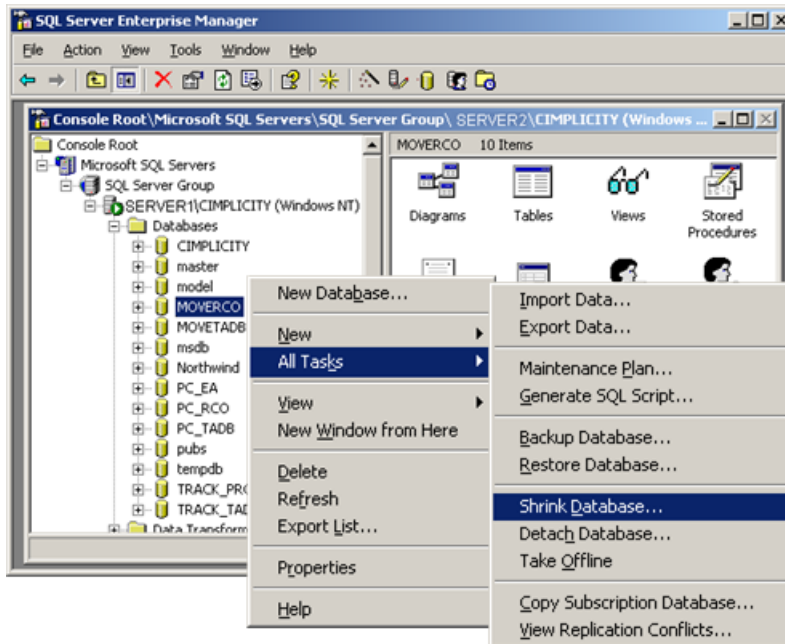 SQL Server Enterprise Manager
File Action View Tools Window Help
Console Root\Microsoft SQL Servers\SQL Server Group\ SERVER2\CIMPLICITY (Windows ...
Console Root
Microsoft SQL Servers
SQL Server Group
SERVER1\CIMPLICITY (Windows NT)
Databases
CIMPLICITY
master
model
MOVERCO
MOVETADB
msdb
Northwind
PC_EA
PC_RCO
PC_TADB
pubs
tempdb
TRACK_PRO
TRACK_TAD
Data Transform
MOVERCO 10 Items
Diagrams Tables Views Stored
Procedures
New Database...
New
All Tasks
View
New Window from Here
Delete
Refresh
Export List...
Properties
Help
Import Data...
Export Data...
Maintenance Plan...
Generate SQL Script...
Backup Database...
Restore Database...
Shrink Database...
Detach Database...
Take Offline
Copy Subscription Database...
View Replication Conflicts...